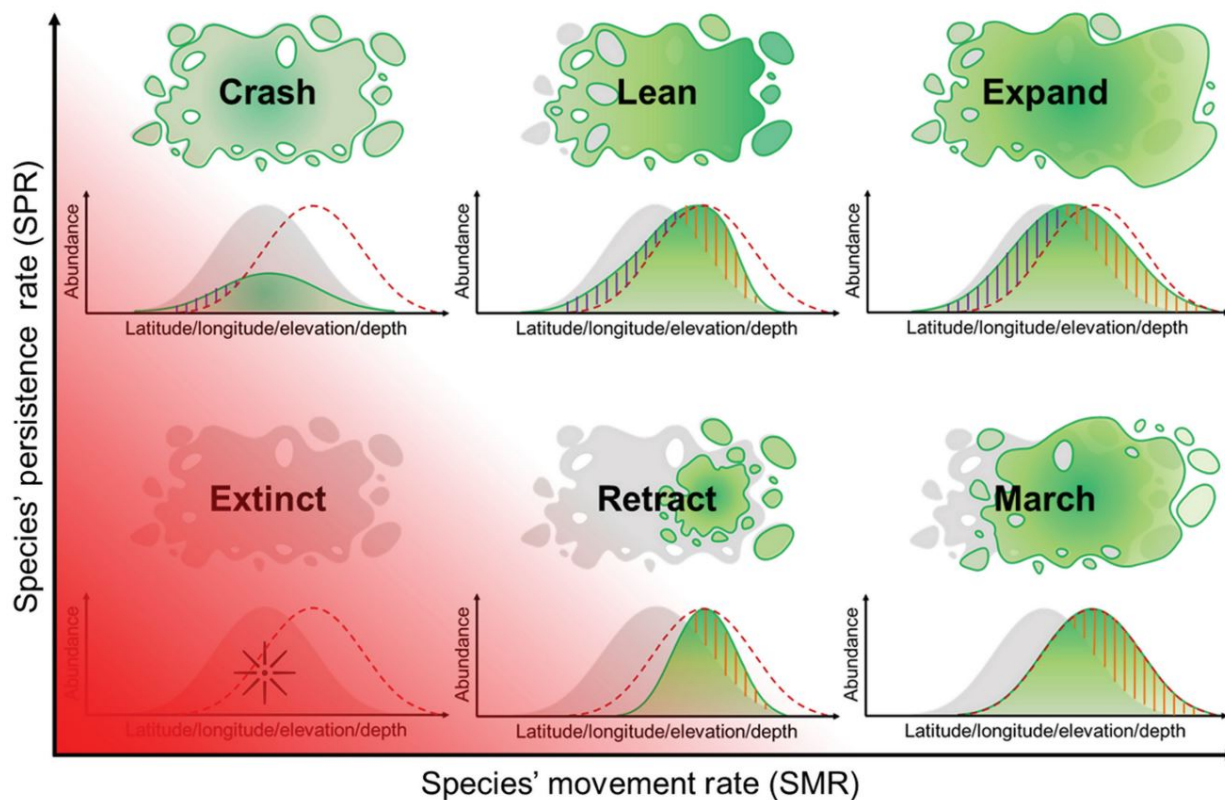 Species' persistence rate (SPR)
Crash
Lean
Expand
Abundance
Latitude/longitude/elevation/depth
Abundance
Latitude/longitude/elevation/depth
Abundance
Latitude/longitude/elevation/depth
Extinct
Retract
March
Abundance
Latitude/longitude/elevation/depth
Abundance
Latitude/longitude/elevation/depth
Abundance
Latitude/longitude/elevation/depth
Species' movement rate (SMR)